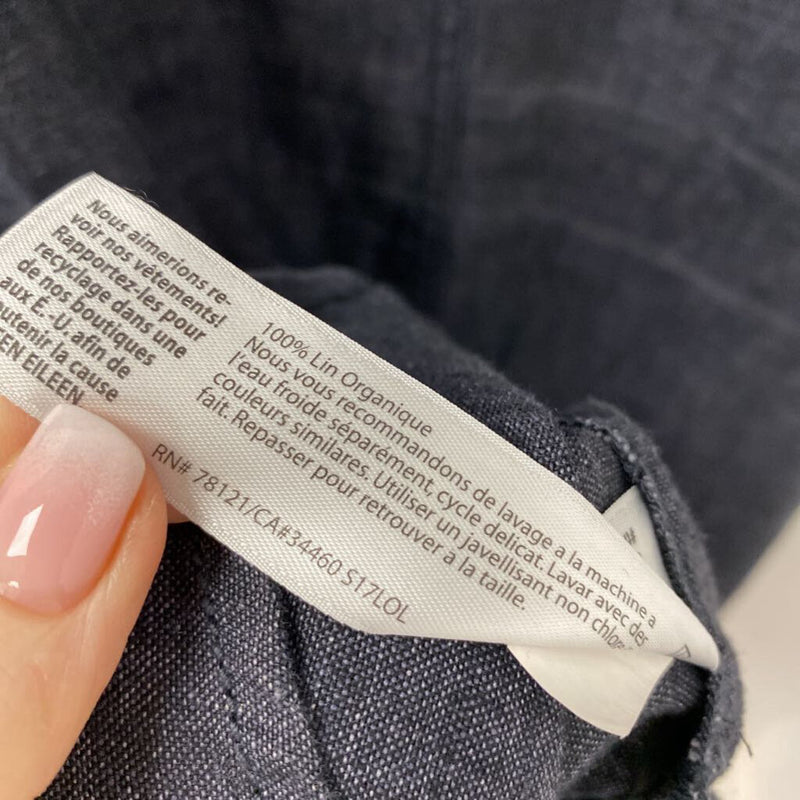 Nous aimerions re-
voir nos vêtements!
Rapportez-les pour
recyclage dans une
de nos boutiques
aux É.-U. afin de
outenir la cause
EEN EILEEN
100% Lin Organique
Nous vous recommandons de lavage a la machine a
l'eau froide séparément, cycle delicat. Lavar avec des
couleurs similares. Utiliser un javellisant non chlor
fait. Repasser pour retrouver a la taille.
RN# 78121/CA#34460 S17LOL